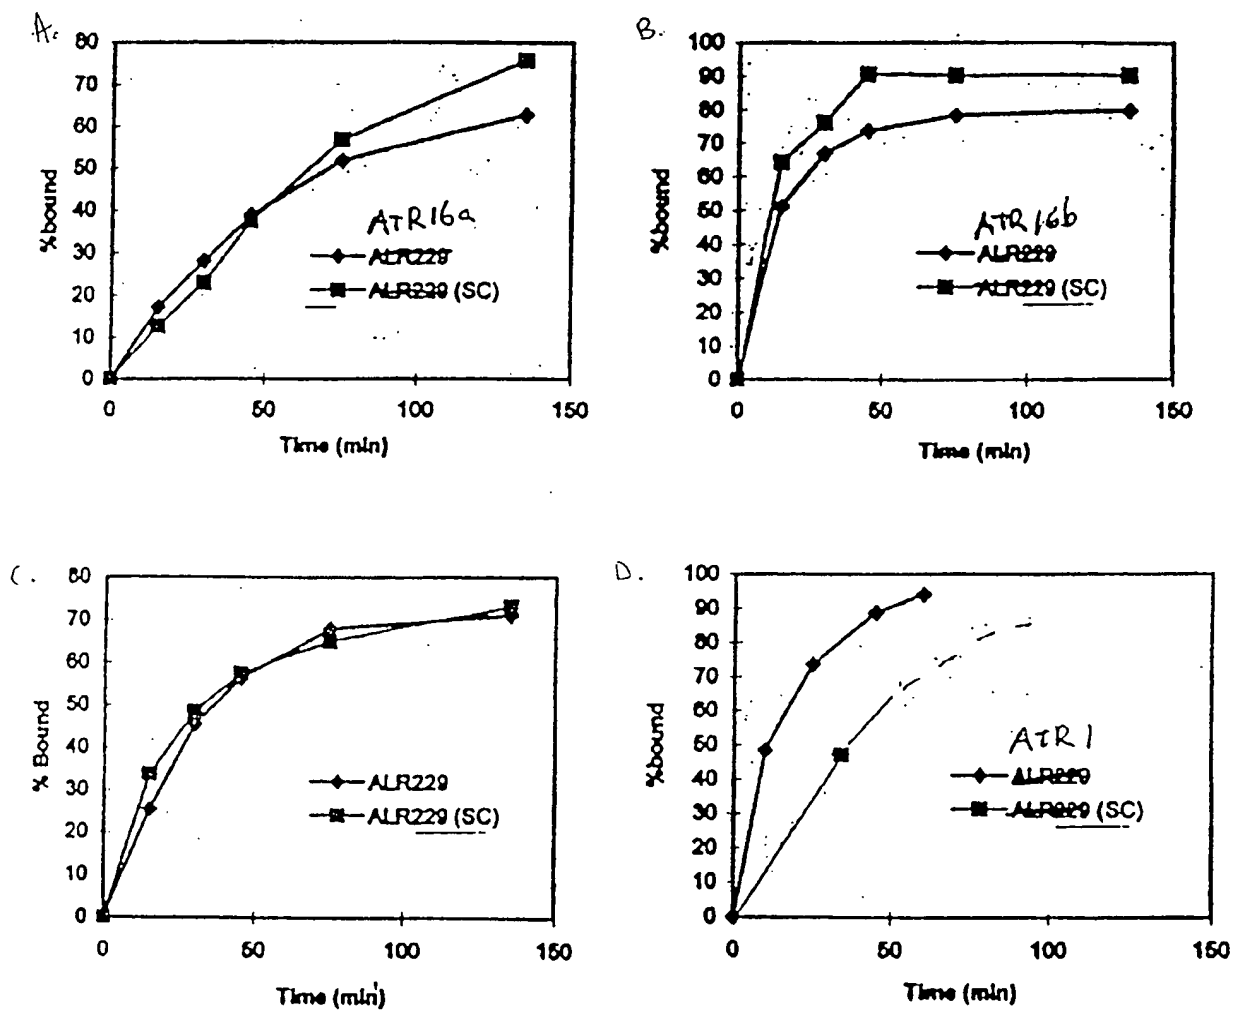 A.
80
70
60
50
40
30
20
10
0
%bound
ATR16a
ALR229
ALR229 (SC)
0 50 100 150
Time (min)
B.
100
90
80
70
60
50
40
30
20
10
0
%bound
ATR16b
ALR229
ALR229 (SC)
0 50 100 150
Time (min)
C.
80
70
60
50
40
30
20
10
0
% Bound
ALR229
ALR229 (SC)
0 50 100 150
Time (min)
D.
100
90
80
70
60
50
40
30
20
10
0
%bound
ATR1
ALR229
ALR229 (SC)
0 50 100 150
Time (min)